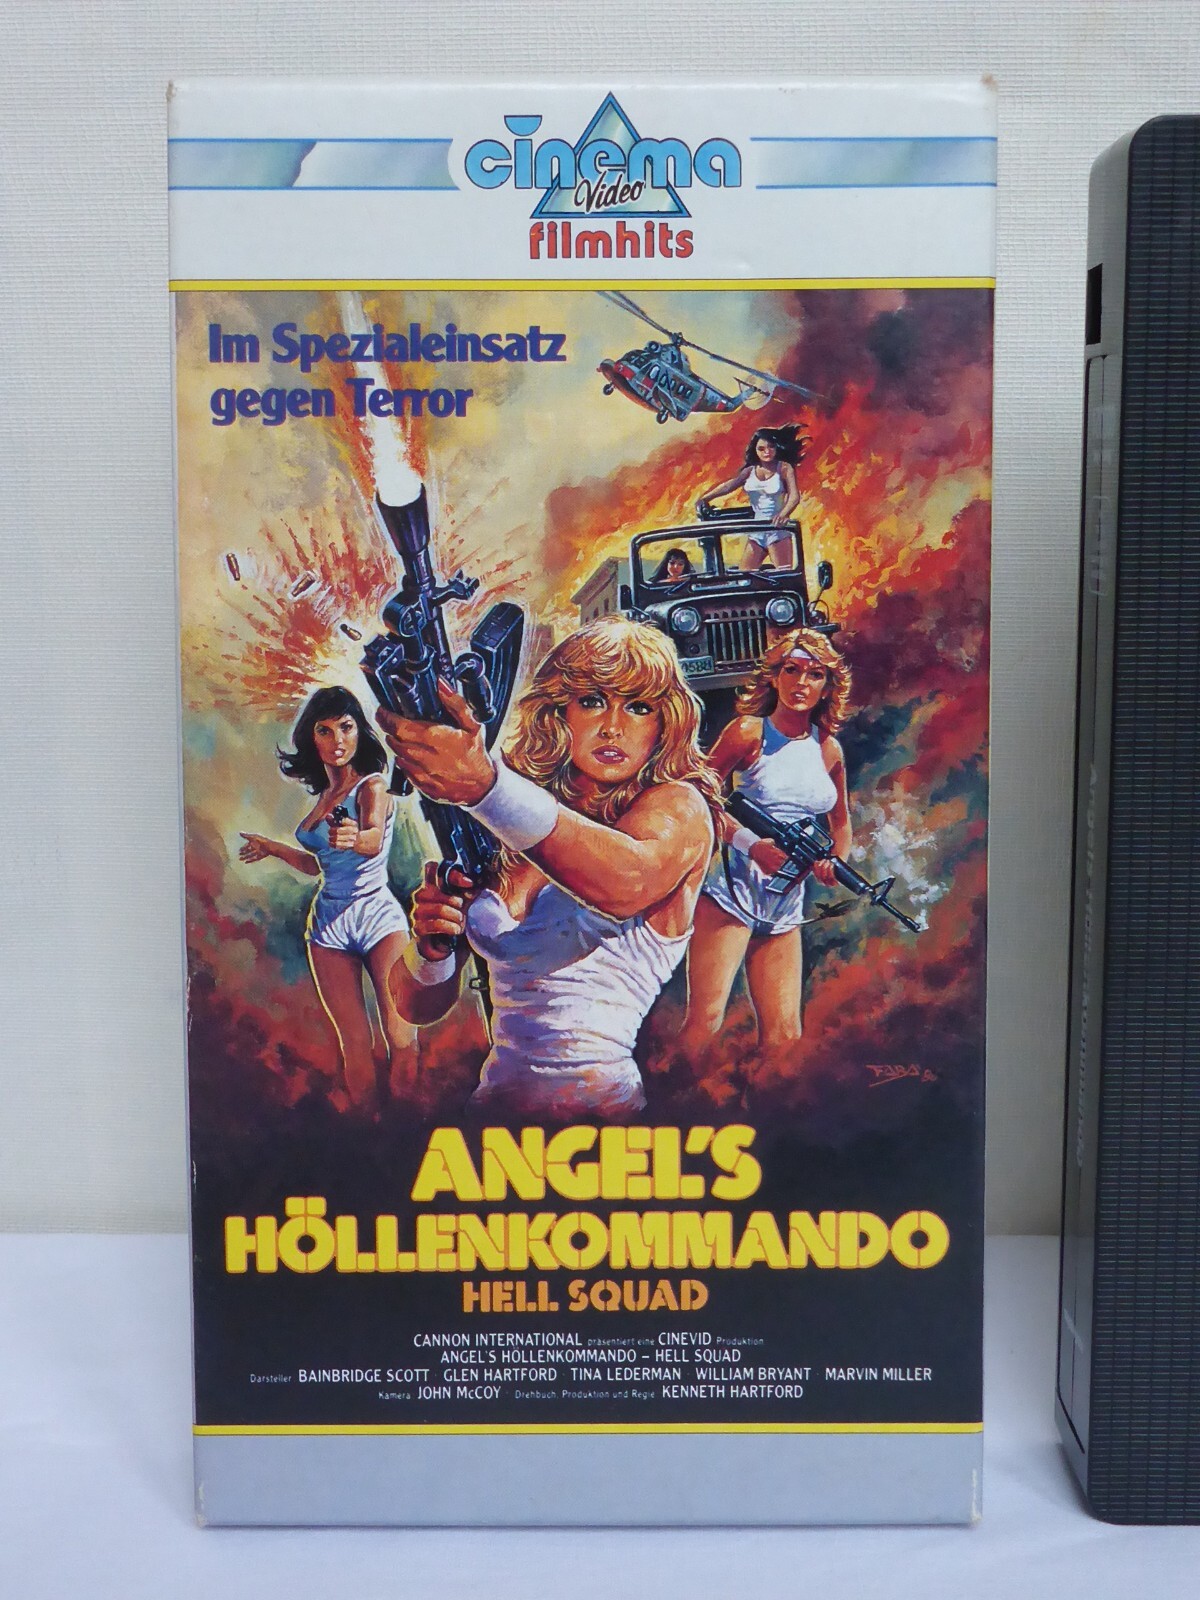 cinema
Video
filmhits
Im Spezialeinsatz
gegen Terror
0588
FABA
ANGEL'S
HÖLLENKOMMANDO
HELL SQUAD
CANNON INTERNATIONAL präsentiert eine CINEVID Produktion
ANGEL'S HÖLLENKOMMANDO – HELL SQUAD
Darsteller BAINBRIDGE SCOTT · GLEN HARTFORD · TINA LEDERMAN · WILLIAM BRYANT · MARVIN MILLER
Kamera JOHN McCOY · Drehbuch, Produktion und Regie KENNETH HARTFORD